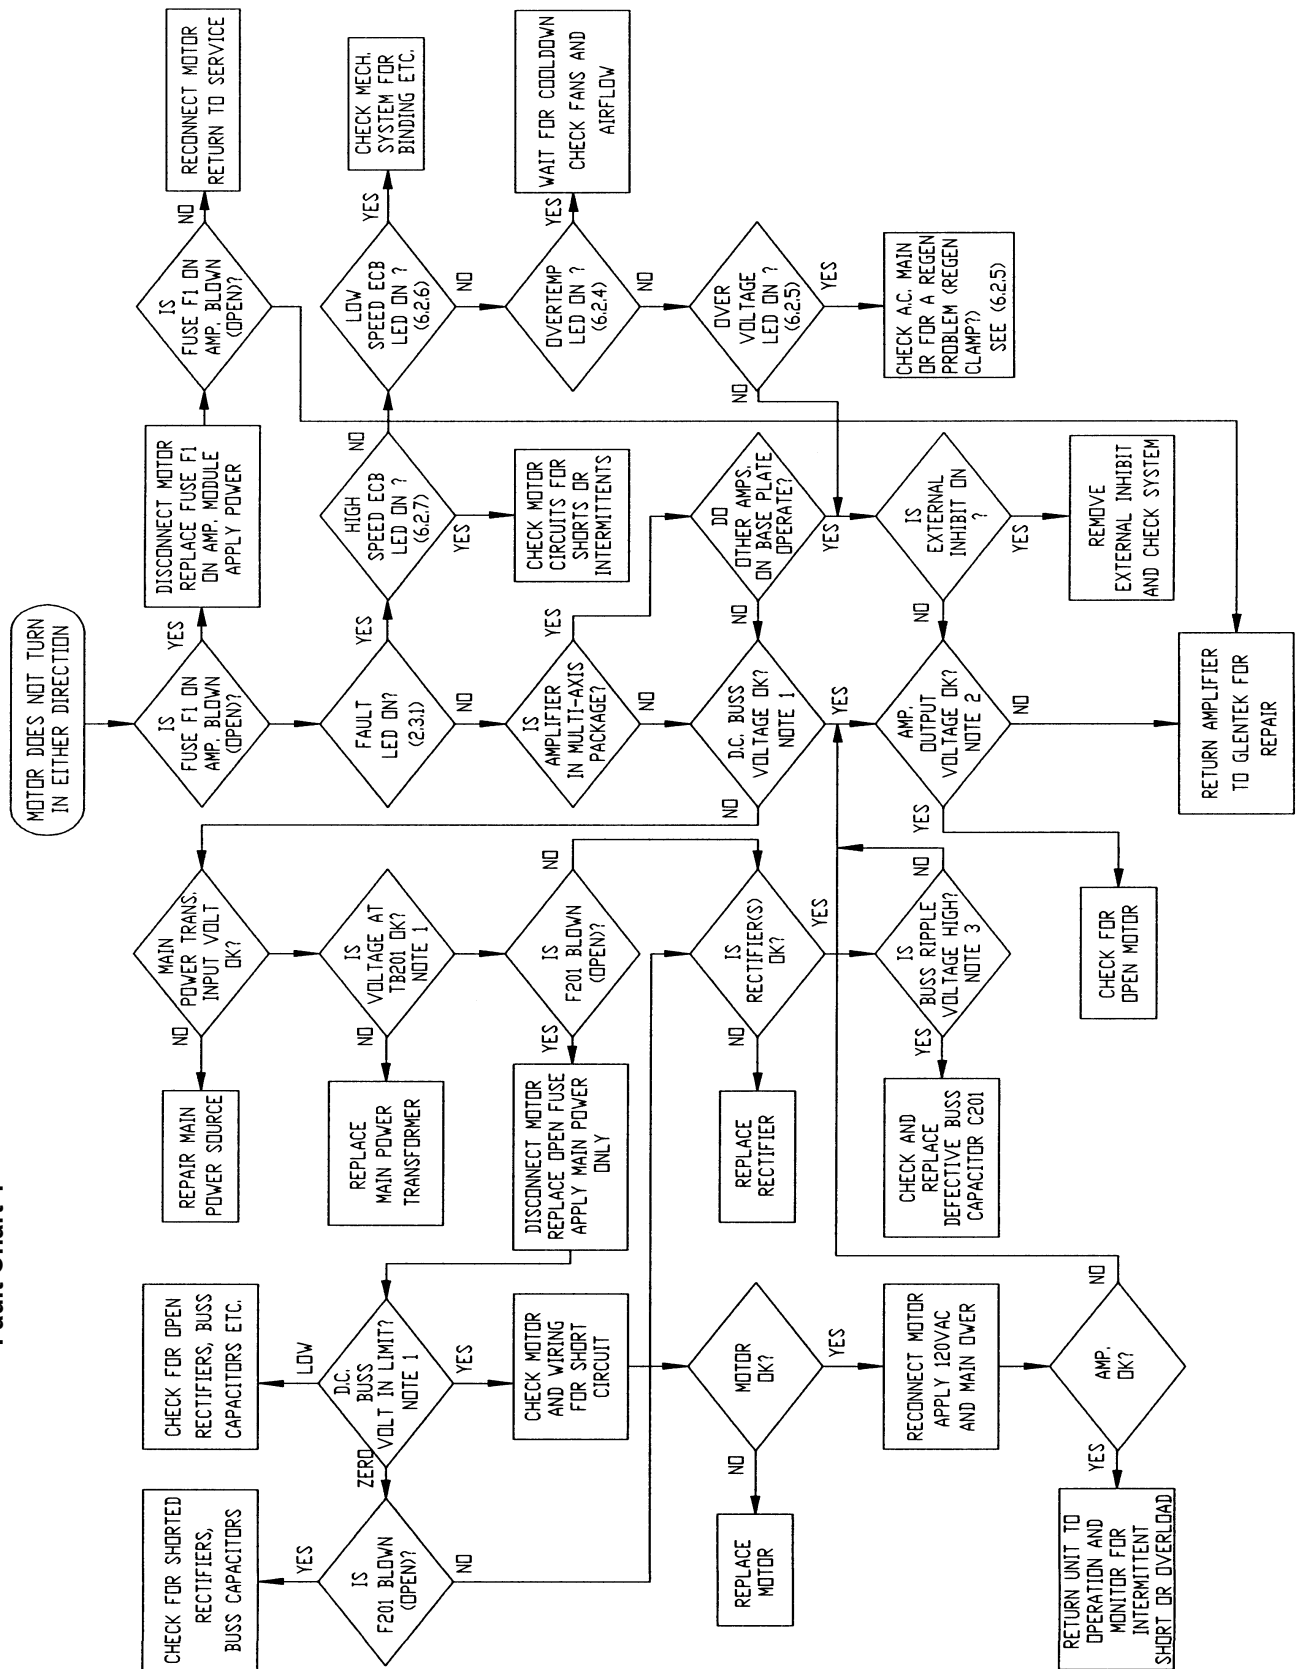 MOTOR DOES NOT TURN
IN EITHER DIRECTION
IS
FUSE F1 ON
AMP, BLOWN
(OPEN)?
YES
DISCONNECT MOTOR
REPLACE FUSE F1
ON AMP, MODULE
APPLY POWER
IS
FUSE F1 ON
AMP, BLOWN
(OPEN)?
NO
RECONNECT MOTOR
RETURN TO SERVICE
FAULT
LED ON?
(2.3.1)
YES
NO
HIGH
SPEED ECB
LED ON ?
(6.2.7)
NO
YES
CHECK MOTOR
CIRCUITS FOR
SHORTS OR
INTERMITTENTS
LOW
SPEED ECB
LED ON ?
(6.2.6)
YES
NO
CHECK MECH.
SYSTEM FOR
BINDING ETC.
OVERTEMP
LED ON ?
(6.2.4)
YES
NO
WAIT FOR COOLDOWN
CHECK FANS AND
AIRFLOW
OVER
VOLTAGE
LED ON ?
(6.2.5)
NO
YES
CHECK A.C. MAIN
OR FOR A REGEN
PROBLEM (REGEN
CLAMP?)
SEE (6.2.5)
IS
AMPLIFIER
IN MULTI-AXIS
PACKAGE?
YES
NO
DO
OTHER AMPS,
ON BASE PLATE
OPERATE?
NO
YES
D.C. BUSS
VOLTAGE OK?
NOTE 1
NO
YES
IS
EXTERNAL
INHIBIT ON
?
NO
YES
REMOVE
EXTERNAL INHIBIT
AND CHECK SYSTEM
AMP,
OUTPUT
VOLTAGE OK?
NOTE 2
YES
NO
RETURN AMPLIFIER
TO GLENTEK FOR
REPAIR
CHECK FOR
OPEN MOTOR
MAIN
POWER TRANS,
INPUT VOLT
OK?
NO
REPAIR MAIN
POWER SOURCE
IS
VOLTAGE AT
TB201 OK?
NOTE 1
NO
REPLACE
MAIN POWER
TRANSFORMER
IS
F201 BLOWN
(OPEN)?
NO
YES
DISCONNECT MOTOR
REPLACE OPEN FUSE
APPLY MAIN POWER
ONLY
IS
RECTIFIER(S)
OK?
NO
YES
REPLACE
RECTIFIER
IS
BUSS RIPPLE
VOLTAGE HIGH?
NOTE 3
NO
YES
CHECK AND
REPLACE
DEFECTIVE BUSS
CAPACITOR C201
D.C.
BUSS
VOLT IN LIMIT?
NOTE 1
LOW
YES
ZERO
CHECK FOR OPEN
RECTIFIERS, BUSS
CAPACITORS ETC.
CHECK MOTOR
AND WIRING
FOR SHORT
CIRCUIT
IS
F201 BLOWN
(OPEN)?
YES
NO
CHECK FOR SHORTED
RECTIFIERS,
BUSS CAPACITORS
MOTOR
OK?
NO
YES
REPLACE
MOTOR
RECONNECT MOTOR
APPLY 120VAC
AND MAIN OWER
AMP,
OK?
NO
YES
RETURN UNIT TO
OPERATION AND
MONITOR FOR
INTERMITTENT
SHORT OR OVERLOAD